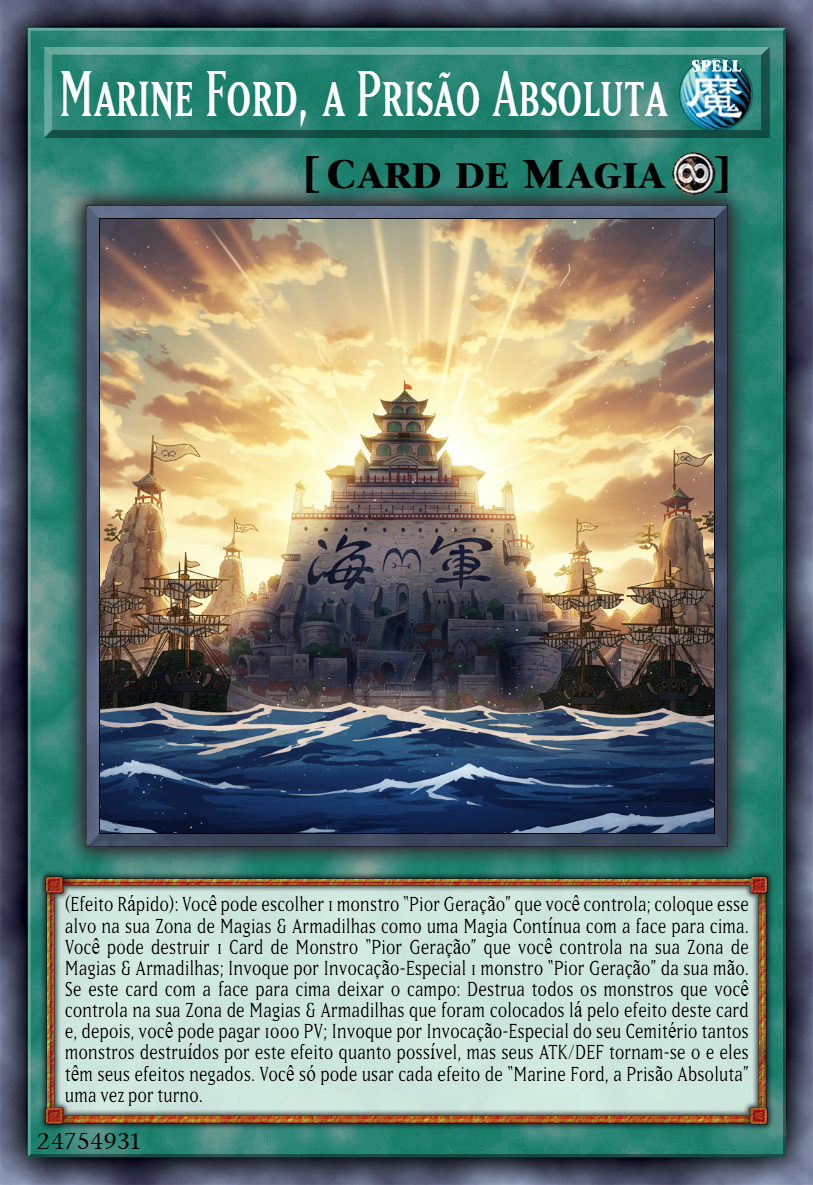 Marine Ford, a Prisão Absoluta
SPELL
魔
[Card de Magia ]
海 軍
(Efeito Rápido): Você pode escolher 1 monstro "Pior Geração" que você controla; coloque esse
alvo na sua Zona de Magias & Armadilhas como uma Magia Contínua com a face para cima.
Você pode destruir 1 Card de Monstro "Pior Geração" que você controla na sua Zona de
Magias & Armadilhas; Invoque por Invocação-Especial 1 monstro "Pior Geração" da sua mão.
Se este card com a face para cima deixar o campo: Destrua todos os monstros que você
controla na sua Zona de Magias & Armadilhas que foram colocados lá pelo efeito deste card
e, depois, você pode pagar 1000 PV; Invoque por Invocação-Especial do seu Cemitério tantos
monstros destruídos por este efeito quanto possível, mas seus ATK/DEF tornam-se 0 e eles
têm seus efeitos negados. Você só pode usar cada efeito de "Marine Ford, a Prisão Absoluta"
uma vez por turno.
24754931